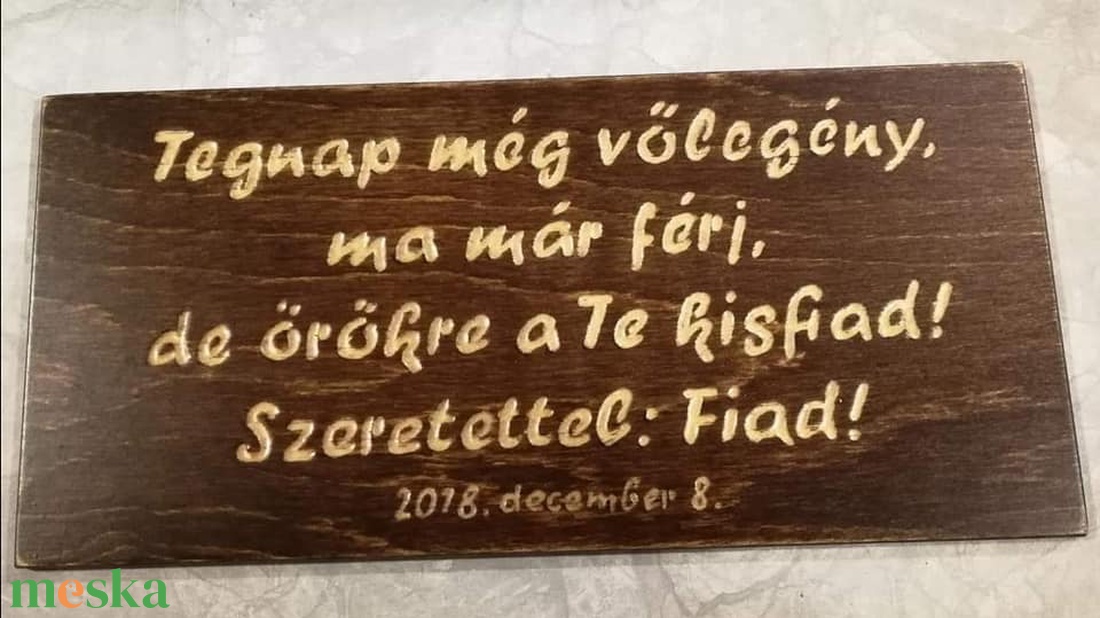 Tegnap még vőlegény,
ma már férj,
de örökre a Te kisfiad!
Szeretettel: Fiad!
2018. december 8.
meska